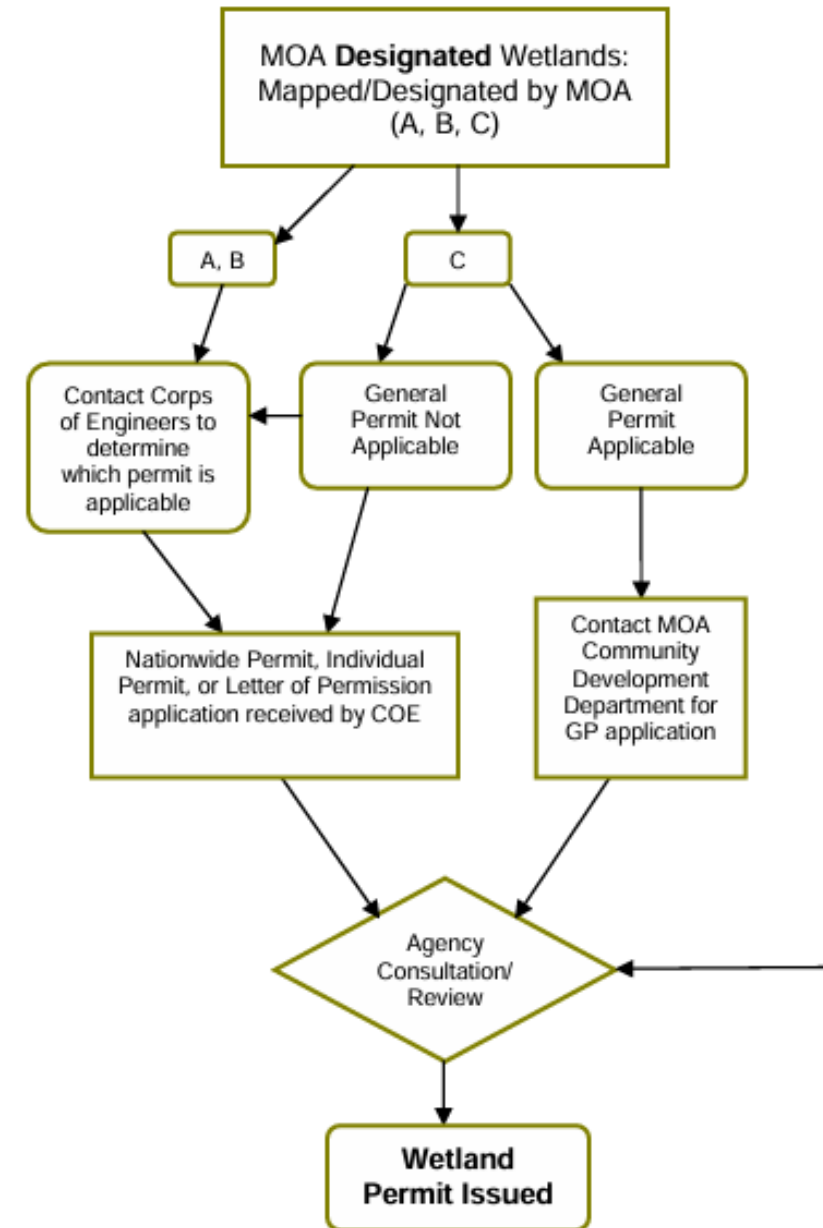 MOA Designated Wetlands:
Mapped/Designated by MOA
(A, B, C)
A, B
C
Contact Corps
of Engineers to
determine
which permit is
applicable
General
Permit Not
Applicable
General
Permit
Applicable
Nationwide Permit, Individual
Permit, or Letter of Permission
application received by COE
Contact MOA
Community
Development
Department for
GP application
Agency
Consultation/
Review
Wetland
Permit Issued